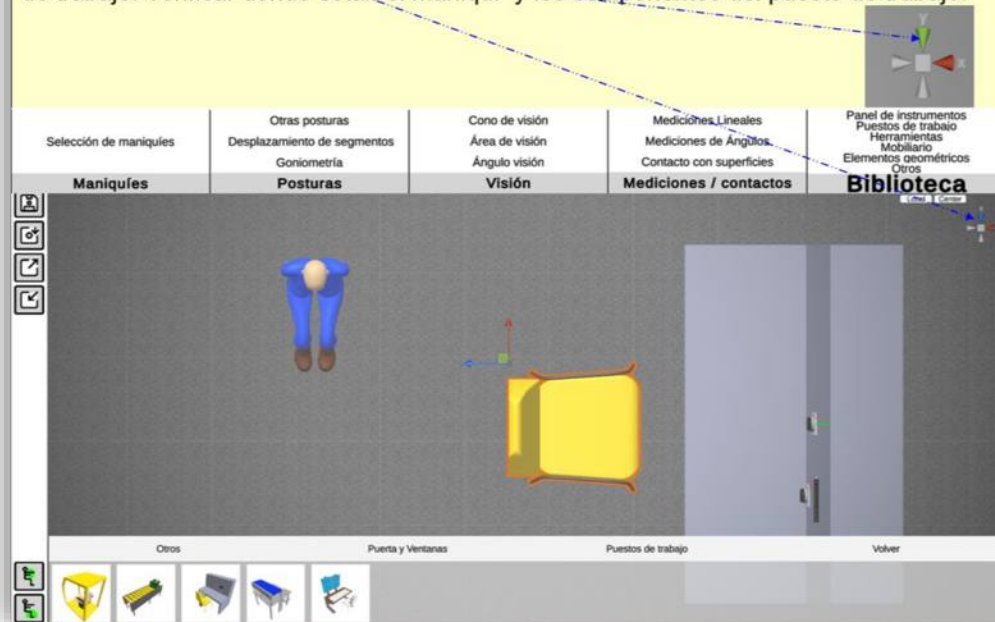 Y
X
Selección de maniquíes
Otras posturas
Desplazamiento de segmentos
Goniometría
Cono de visión
Área de visión
Ángulo visión
Mediciones Lineales
Mediciones de Ángulos
Contacto con superficies
Panel de instrumentos
Puestos de trabajo
Herramientas
Mobiliario
Elementos geométricos
Otros
Maniquíes
Posturas
Visión
Mediciones / contactos
Biblioteca
Center
Otros
Puerta y Ventanas
Puestos de trabajo
Volver